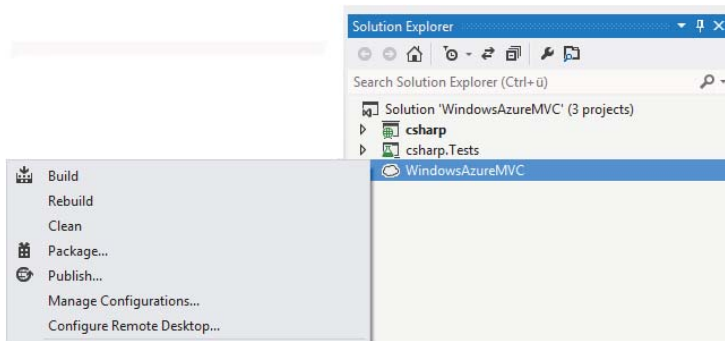 Solution Explorer
Search Solution Explorer (Ctrl+ü)
Solution 'WindowsAzureMVC' (3 projects)
csharp
csharp.Tests
WindowsAzureMVC
Build
Rebuild
Clean
Package...
Publish...
Manage Configurations...
Configure Remote Desktop...